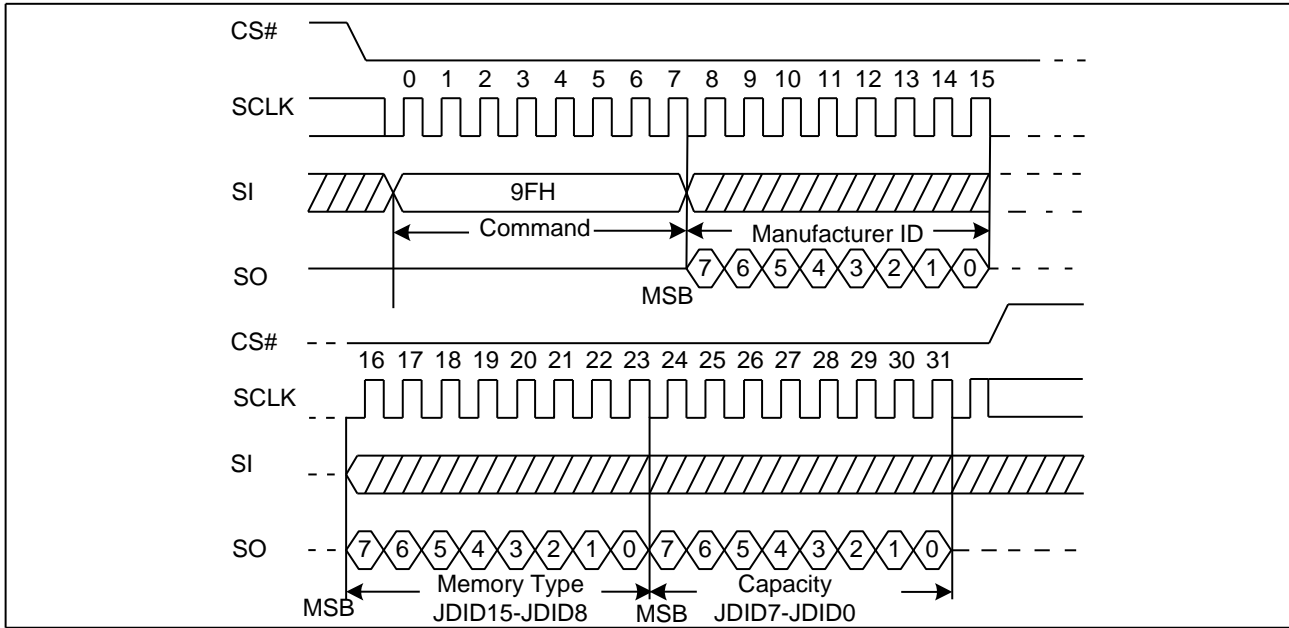 CS#
0 1 2 3 4 5 6 7 8 9 10 11 12 13 14 15
SCLK
SI 9FH
Command Manufacturer ID
SO 7 6 5 4 3 2 1 0
MSB
CS#
16 17 18 19 20 21 22 23 24 25 26 27 28 29 30 31
SCLK
SI
SO 7 6 5 4 3 2 1 0 7 6 5 4 3 2 1 0
Memory Type Capacity
MSB JDID15-JDID8 MSB JDID7-JDID0